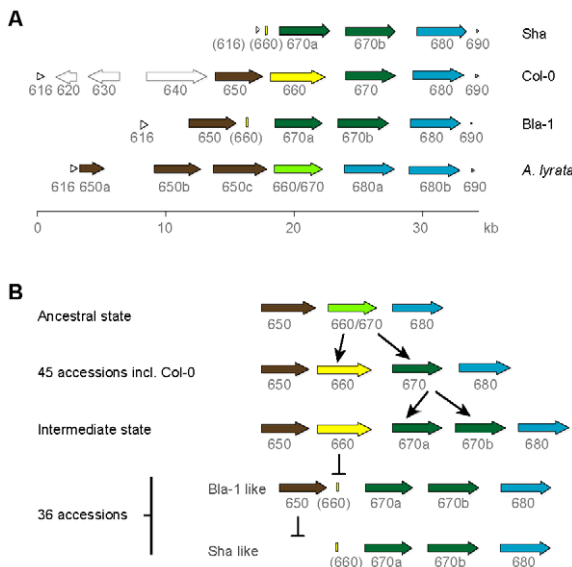 A
(616) (660) 670a 670b 680 690 Sha
616 620 630 640 650 660 670 680 690 Col-0
616 650 (660) 670a 670b 680 690 Bla-1
616 650a 650b 650c 660/670 680a 680b 690 A. lyrata
0 10 20 30 kb
B
Ancestral state 650 660/670 680
45 accessions incl. Col-0 650 660 670 680
Intermediate state 650 660 670a 670b 680
Bla-1 like 650 (660) 670a 670b 680
36 accessions
Sha like (660) 670a 670b 680